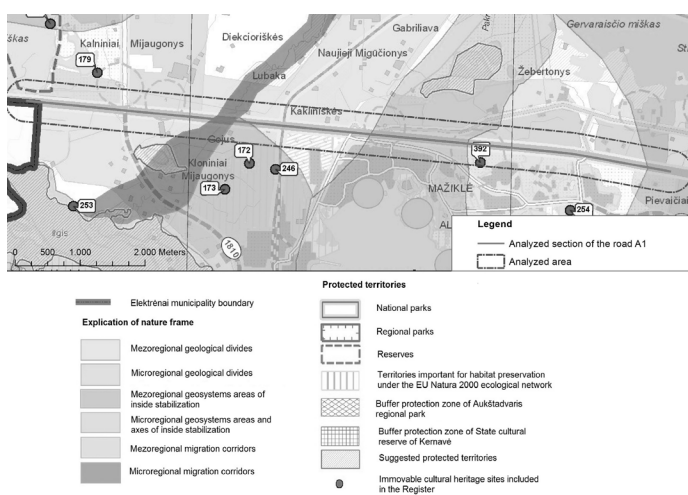 škas
Kalniniai
Mijaugonys
Diekcioriškės
Gabriliava
Gervaraisčio miškas
Naujieji Migūčionys
179
Lubaka
Žebertonys
Kakliniškės
Gojus
172
392
Kloniniai
Mijaugonys
246
173
MAŽIKLĖ
253
254
Pievaičiai
Ilgis
1810
AL
0 500 1.000 2.000 Meters
Legend
Analyzed section of the road A1
Analyzed area
Elektrėnai municipality boundary
Explication of nature frame
Mezoregional geological divides
Microregional geological divides
Mezoregional geosystems areas of
inside stabilization
Microregional geosystems areas and
axes of inside stabilization
Mezoregional migration corridors
Microregional migration corridors
Protected territories
National parks
Regional parks
Reserves
Territories important for habitat preservation
under the EU Natura 2000 ecological network
Buffer protection zone of Aukštadvaris
regional park
Buffer protection zone of State cultural
reserve of Kernavė
Suggested protected territories
Immovable cultural heritage sites included
in the Register